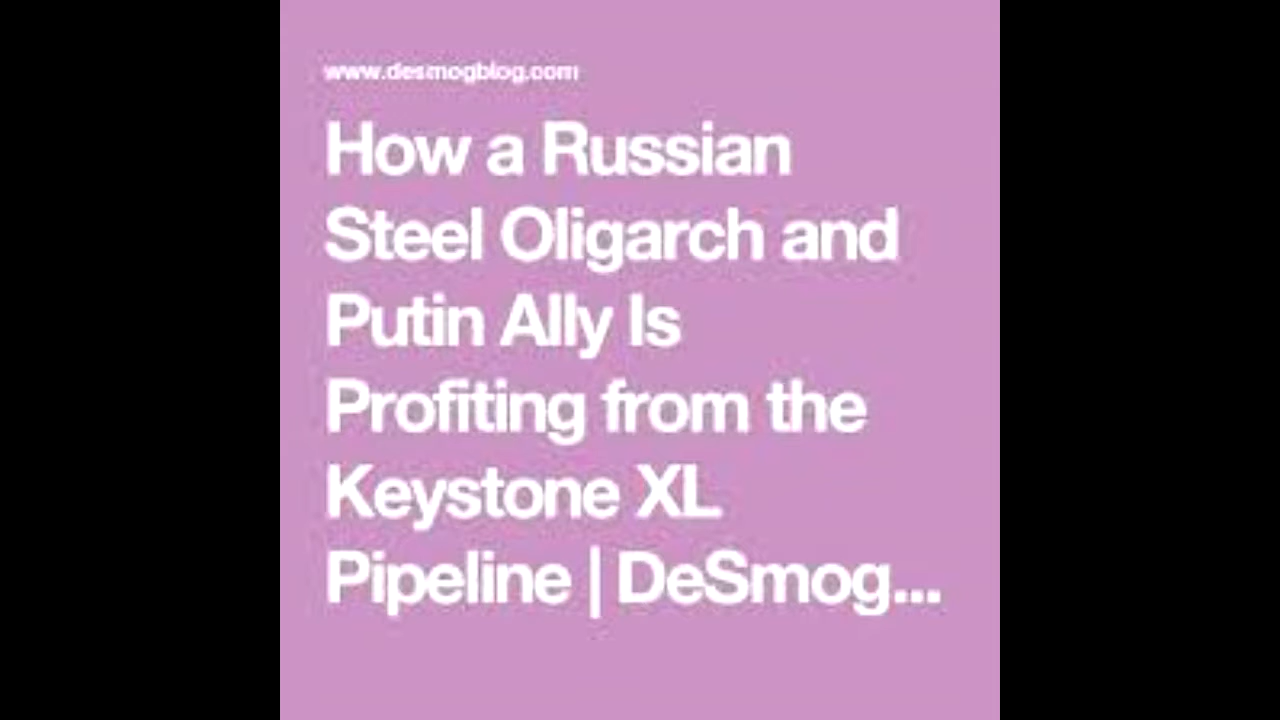 www.desmogblog.com
How a Russian
Steel Oligarch and
Putin Ally Is
Profiting from the
Keystone XL
Pipeline | DeSmog...